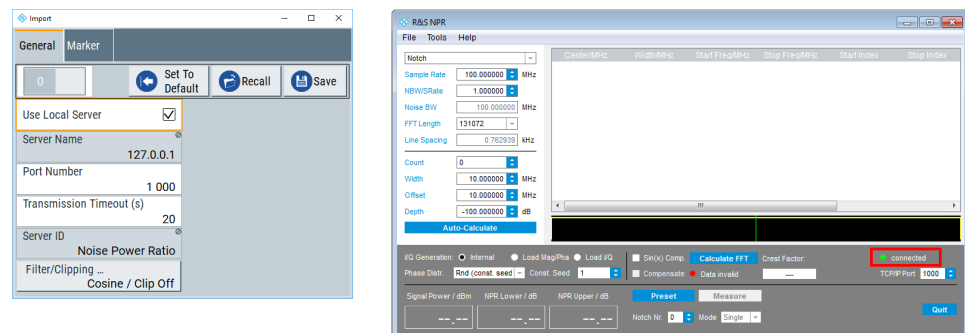 Import
General Marker
0 Set To Default Recall Save
Use Local Server
Server Name
127.0.0.1
Port Number
1 000
Transmission Timeout (s)
20
Server ID
Noise Power Ratio
Filter/Clipping ...
Cosine / Clip Off
R&S NPR
File Tools Help
Notch
Center/MHz Width/MHz Start Freq/MHz Stop Freq/MHz Start Index Stop Index
Sample Rate 100.000000 MHz
NBW/SRate 1.000000
Noise BW 100.000000 MHz
FFT Length 131072
Line Spacing 0.762939 kHz
Count 0
Width 10.000000 MHz
Offset 10.000000 MHz
Depth -100.000000 dB
Auto-Calculate
I/Q Generation: Internal Load Mag/Pha Load I/Q Sin(x) Comp. Calculate FFT Crest Factor: connected
Phase Distr: Rnd (const. seed Const. Seed 1 Compensate Data invalid --- TCP/IP Port 1000
Signal Power / dBm NPR Lower / dB NPR Upper / dB Preset Measure
__.__ __.__ __.__ Notch Nr. 0 Mode Single Quit